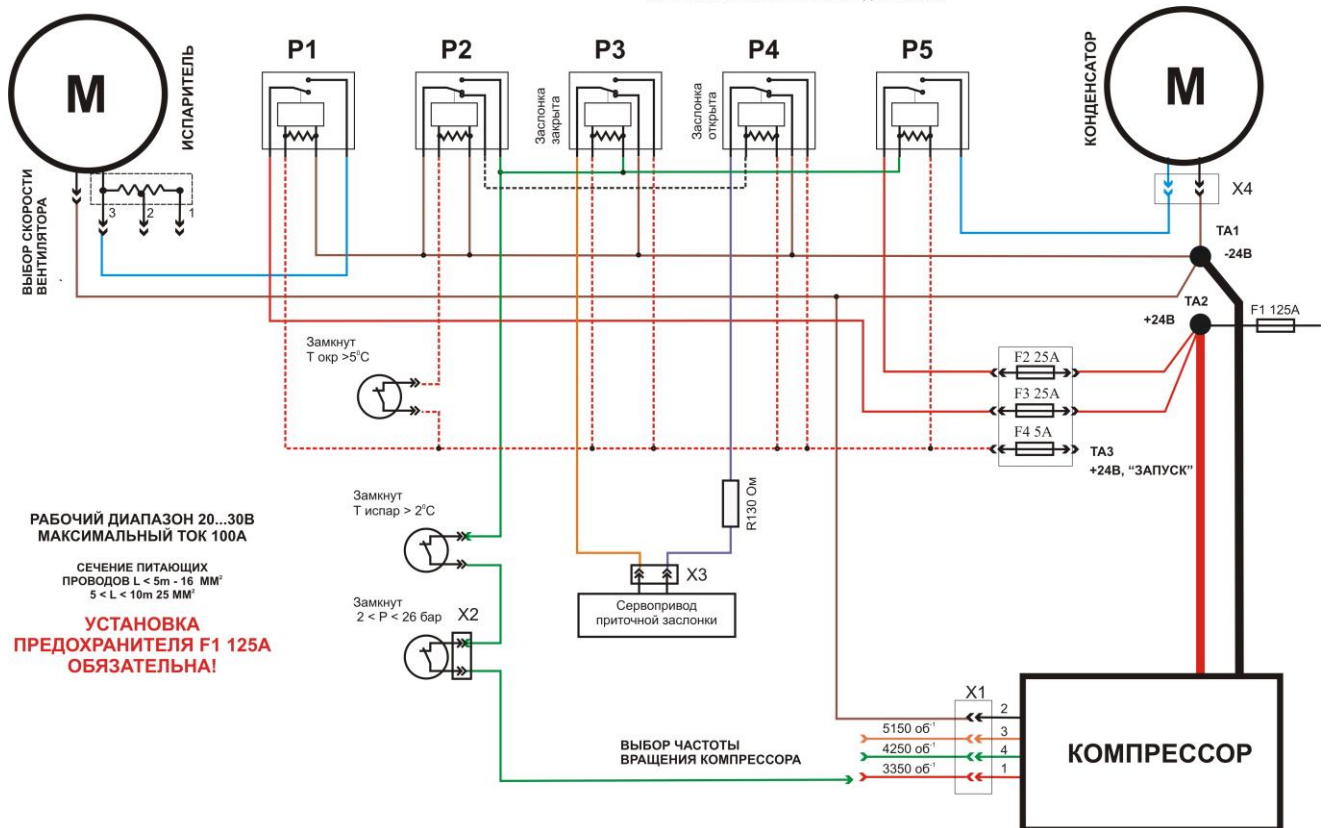 P1
P2
P3
P4
P5
М
ИСПАРИТЕЛЬ
Заслонка
закрыта
Заслонка
открыта
КОНДЕНСАТОР
М
ВЫБОР СКОРОСТИ
ВЕНТИЛЯТОРА
3
2
1
X4
TA1
-24В
TA2
+24В
F1 125A
Замкнут
Т окр >5⁰С
F2 25A
F3 25A
F4 5A
TA3
+24В, “ЗАПУСК”
РАБОЧИЙ ДИАПАЗОН 20...30В
МАКСИМАЛЬНЫЙ ТОК 100А
СЕЧЕНИЕ ПИТАЮЩИХ
ПРОВОДОВ L < 5m - 16 ММ²
5 < L < 10m 25 ММ²
УСТАНОВКА
ПРЕДОХРАНИТЕЛЯ F1 125А
ОБЯЗАТЕЛЬНА!
Замкнут
Т испар > 2⁰С
Замкнут
2 < P < 26 бар
X2
R130 Ом
X3
Сервопривод
приточной заслонки
ВЫБОР ЧАСТОТЫ
ВРАЩЕНИЯ КОМПРЕССОРА
X1
2
5150 об⁻¹
3
4250 об⁻¹
4
3350 об⁻¹
1
КОМПРЕССОР